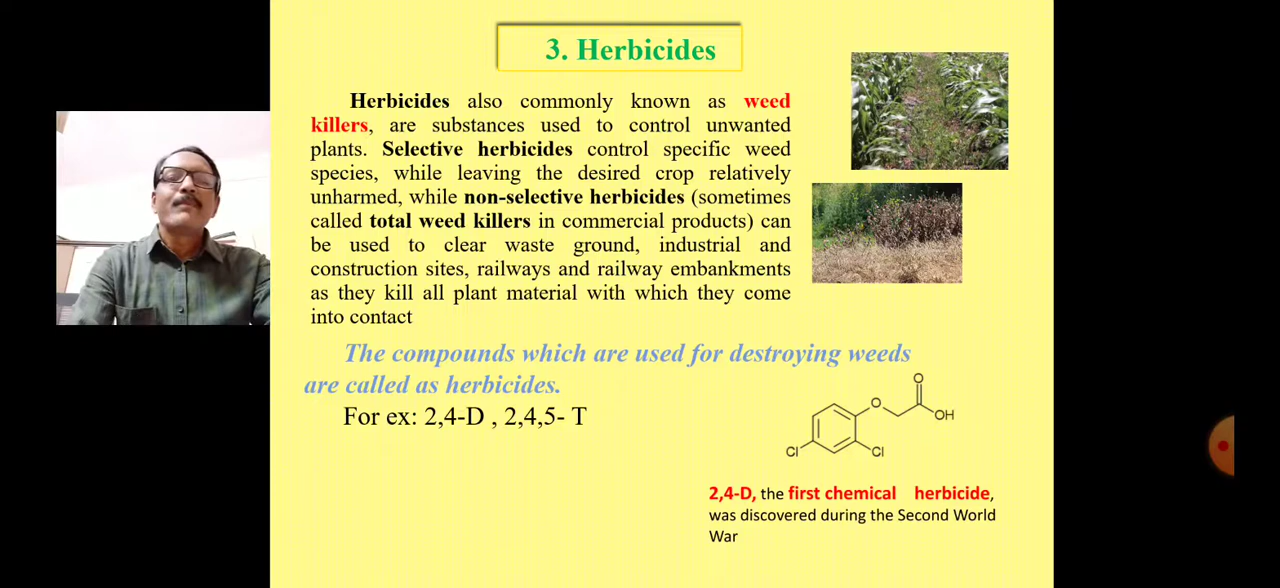 3. Herbicides
Herbicides also commonly known as weed
killers, are substances used to control unwanted
plants. Selective herbicides control specific weed
species, while leaving the desired crop relatively
unharmed, while non-selective herbicides (sometimes
called total weed killers in commercial products) can
be used to clear waste ground, industrial and
construction sites, railways and railway embankments
as they kill all plant material with which they come
into contact
The compounds which are used for destroying weeds
are called as herbicides.
For ex: 2,4-D , 2,4,5- T
O
O
OH
Cl
Cl
2,4-D, the first chemical herbicide,
was discovered during the Second World
War